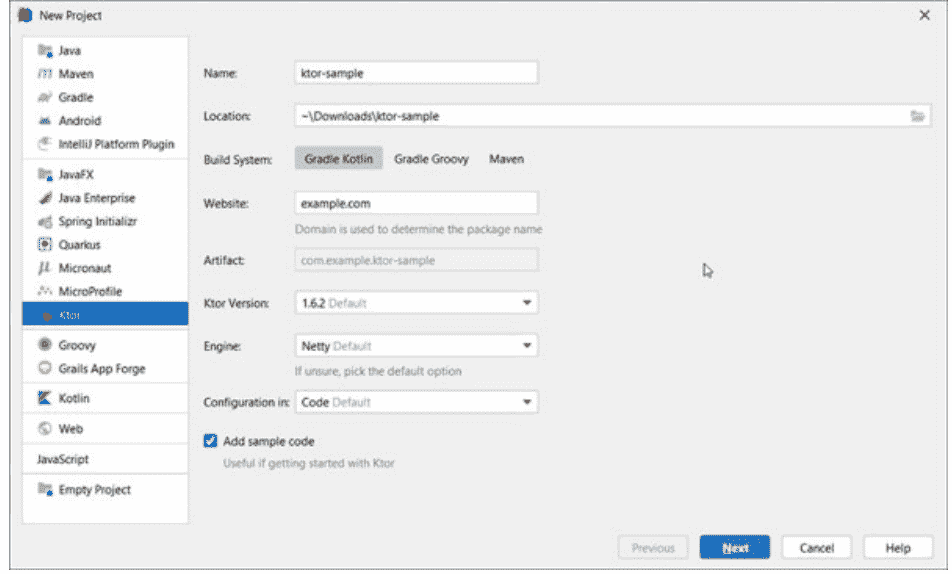 New Project
Java
Maven
Gradle
Android
IntelliJ Platform Plugin
JavaFX
Java Enterprise
Spring Initializr
Quarkus
Micronaut
MicroProfile
Ktor
Groovy
Grails App Forge
Kotlin
Web
JavaScript
Empty Project
Name: ktor-sample
Location: ~\Downloads\ktor-sample
Build System: Gradle Kotlin Gradle Groovy Maven
Website: example.com
Domain is used to determine the package name
Artifact: com.example.ktor-sample
Ktor Version: 1.6.2 Default
Engine: Netty Default
If unsure, pick the default option
Configuration in: Code Default
Add sample code
Useful if getting started with Ktor
Previous Next Cancel Help